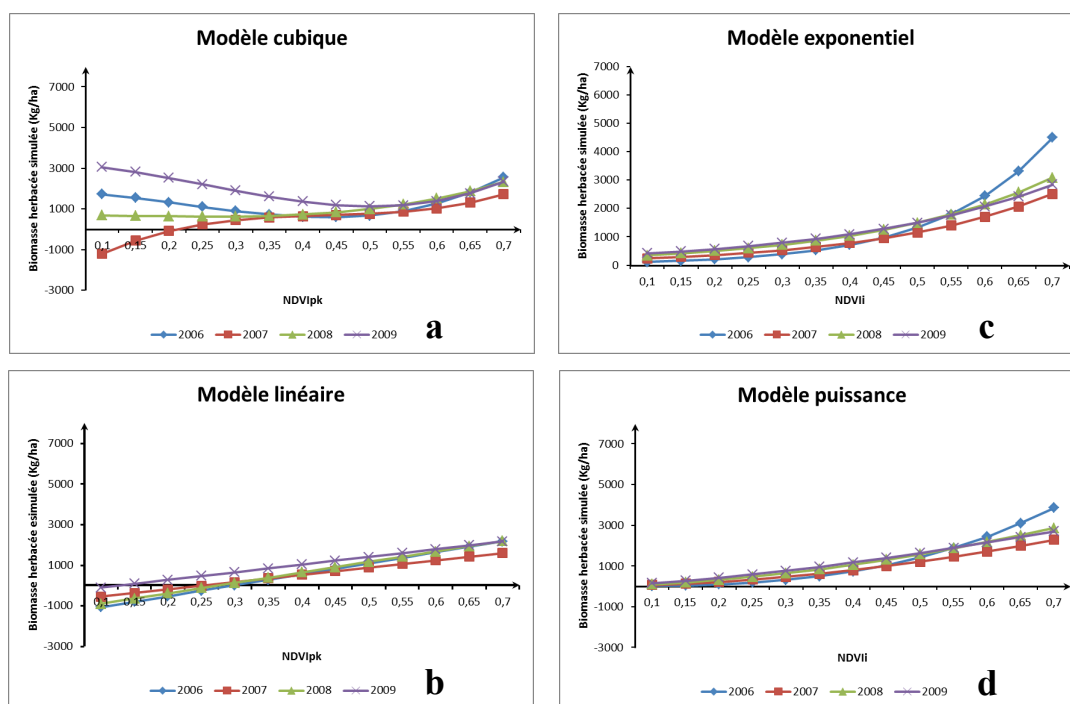 Modèle cubique
Biomasse herbacée simulée (Kg/ha)
7000
5000
3000
1000
-1000
-3000
0,1 0,15 0,2 0,25 0,3 0,35 0,4 0,45 0,5 0,55 0,6 0,65 0,7
NDVIpk
2006 2007 2008 2009
a
Modèle exponentiel
Biomasse herbacée simulée (Kg/ha)
7000
6000
5000
4000
3000
2000
1000
0
0,1 0,15 0,2 0,25 0,3 0,35 0,4 0,45 0,5 0,55 0,6 0,65 0,7
NDVIi
2006 2007 2008 2009
c
Modèle linéaire
Biomasse herbacée esimulée (Kg/ha)
7000
5000
3000
1000
-1000
-3000
0,1 0,15 0,2 0,25 0,3 0,35 0,4 0,45 0,5 0,55 0,6 0,65 0,7
NDVIpk
2006 2007 2008 2009
b
Modèle puissance
Biomasse herbacée simulée (Kg/ha)
7000
5000
3000
1000
-1000
-3000
0,1 0,15 0,2 0,25 0,3 0,35 0,4 0,45 0,5 0,55 0,6 0,65 0,7
NDVIi
2006 2007 2008 2009
d